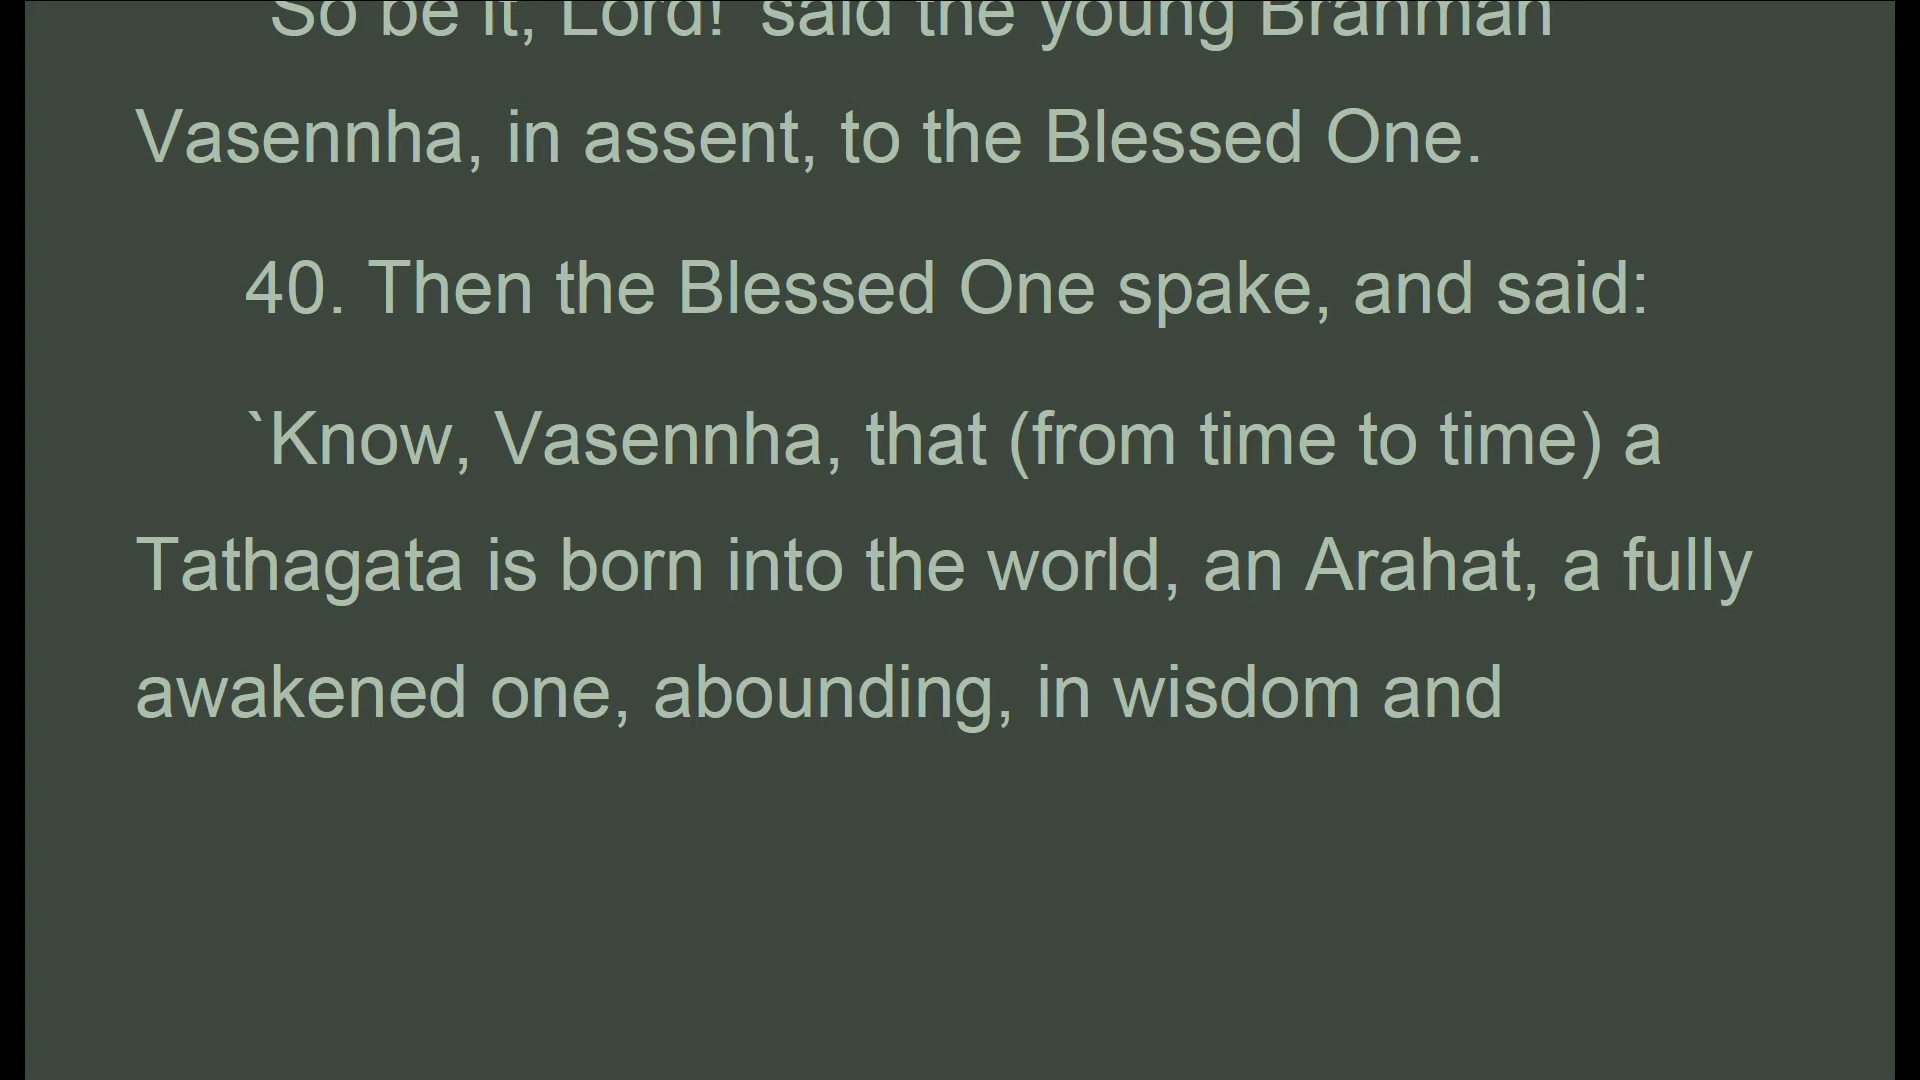 So be it, Lord! said the young Brahman
Vasennha, in assent, to the Blessed One.
40. Then the Blessed One spake, and said:
`Know, Vasennha, that (from time to time) a
Tathagata is born into the world, an Arahat, a fully
awakened one, abounding, in wisdom and